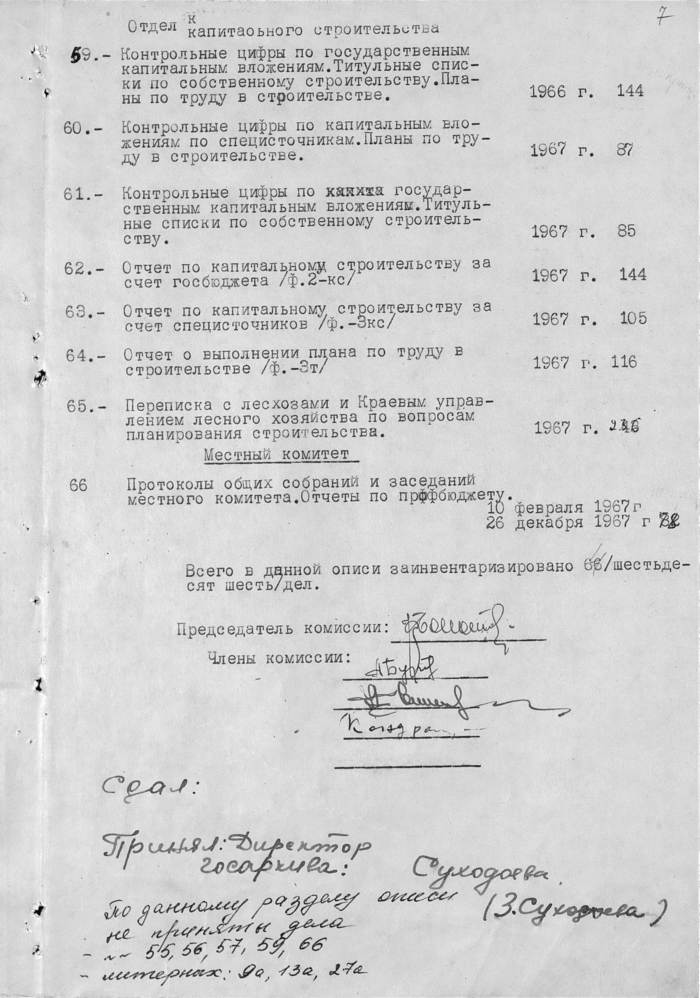 7
Отдел к
капитаоьного строительства
59.- Контрольные цифры по государственным
капитальным вложениям.Титульные спис-
ки по собственному строительству.Пла-
ны по труду в строительстве. 1966 г. 144
60.- Контрольные цифры по капитальным вло-
жениям по специсточникам.Планы по тру-
ду в строительстве. 1967 г. 87
61.- Контрольные цифры по государ-
ственным капитальным вложениям.Титуль-
ные списки по собственному строитель-
ству. 1967 г. 85
62.- Отчет по капитальному строительству за
счет госбюджета /ф.2-кс/ 1967 г. 144
63.- Отчет по капитальному строительству за
счет специсточников /ф.-3кс/ 1967 г. 105
64.- Отчет о выполнении плана по труду в
строительстве /ф.-3т/ 1967 г. 116
65.- Переписка с лесхозами и Краевым управ-
лением лесного хозяйства по вопросам
планирования строительства. 1967 г.
Местный комитет
66 Протоколы общих собраний и заседаний
местного комитета.Отчеты по прффбюджету.
10 февраля 1967г
26 декабря 1967 г
Всего в данной описи заинвентаризировано 66/шестьде-
сят шесть/дел.
Председатель комиссии:
Члены комиссии:
Сдал:
Принял: Директор
госархива: Суходоева.
(З.Суходоева)
По данному разделу описи
не приняты дела
- " - 55, 56, 57, 59, 66
- литерных: 9а, 13а, 27а